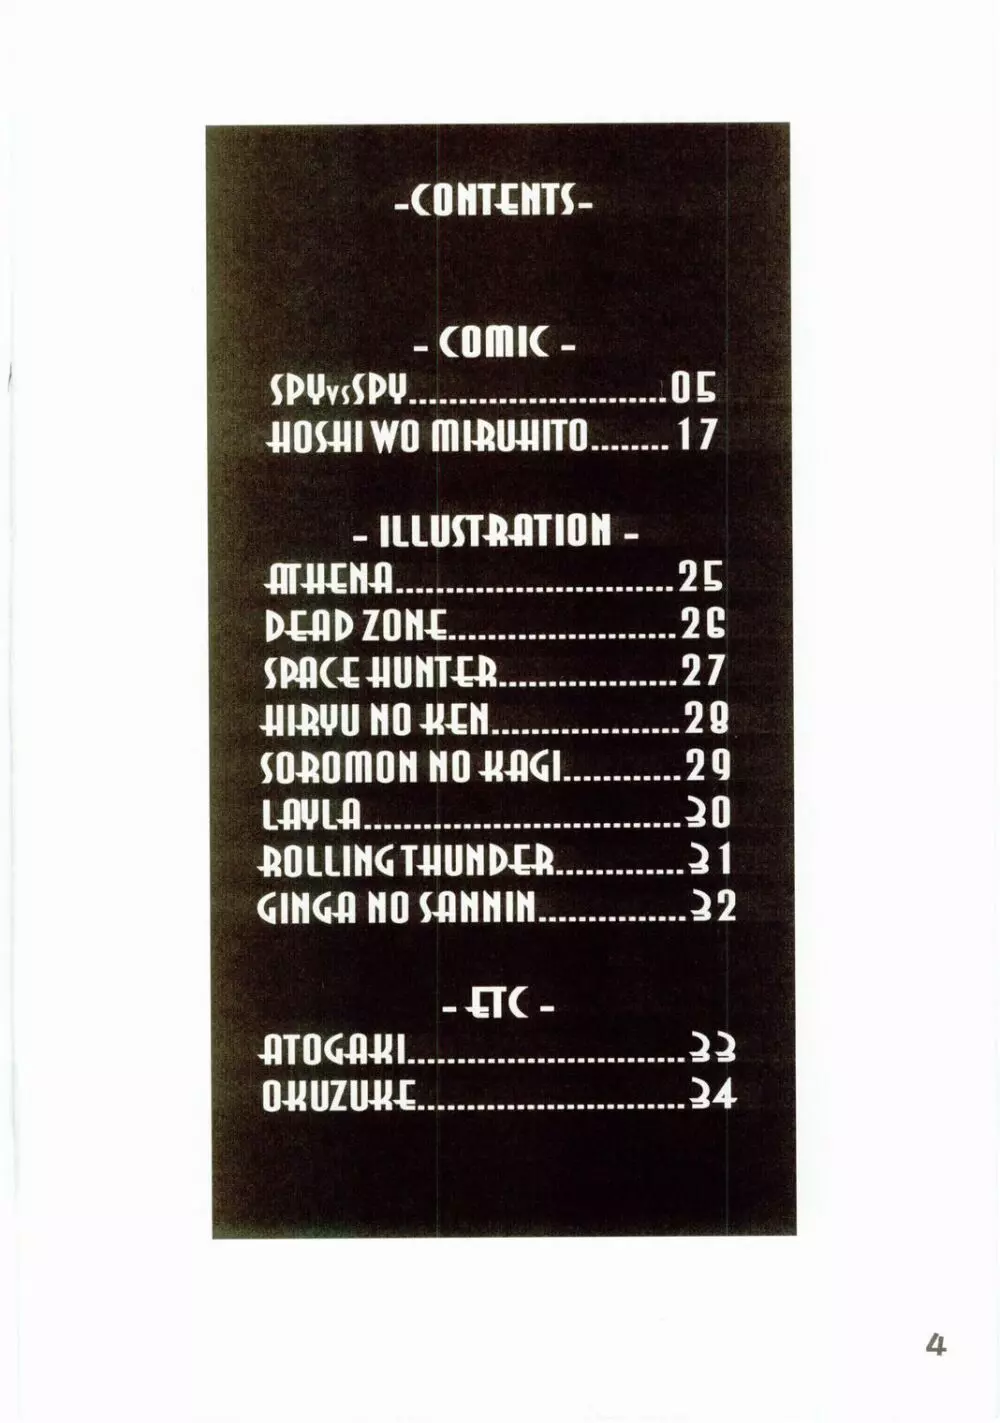 -CONTENTS-
- COMIC -
SPYvsSPY..........................05
HOSHI WO MIRUHITO........17
- ILLUSTRATION -
ATHENA............................25
DEAD ZONE.......................26
SPACE HUNTER..................27
HIRYU NO KEN...................28
SOROMON NO KAGI............29
LAYLA................................30
ROLLING THUNDER.............31
GINGA NO SANNIN...............32
- ETC -
ATOGAKI............................33
OKUZUKE...........................34
4